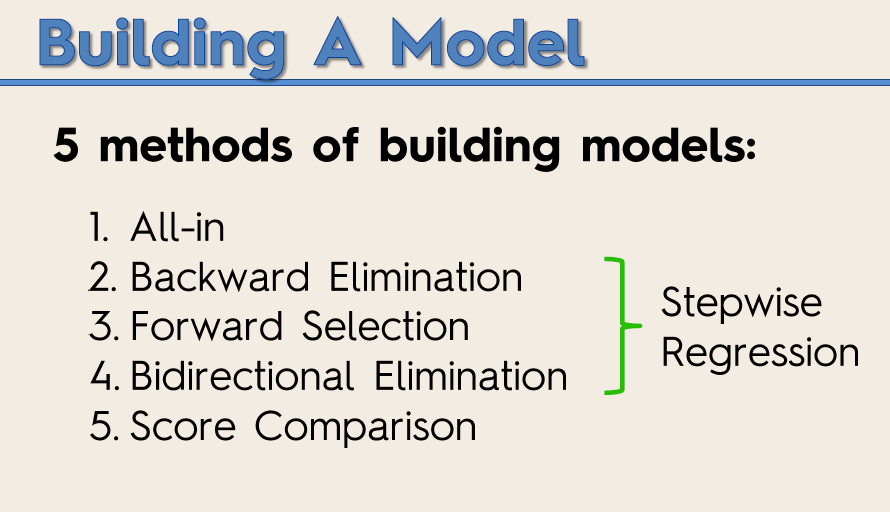 Building A Model
5 methods of building models:
1. All-in
2. Backward Elimination
3. Forward Selection
4. Bidirectional Elimination
5. Score Comparison
Stepwise
Regression